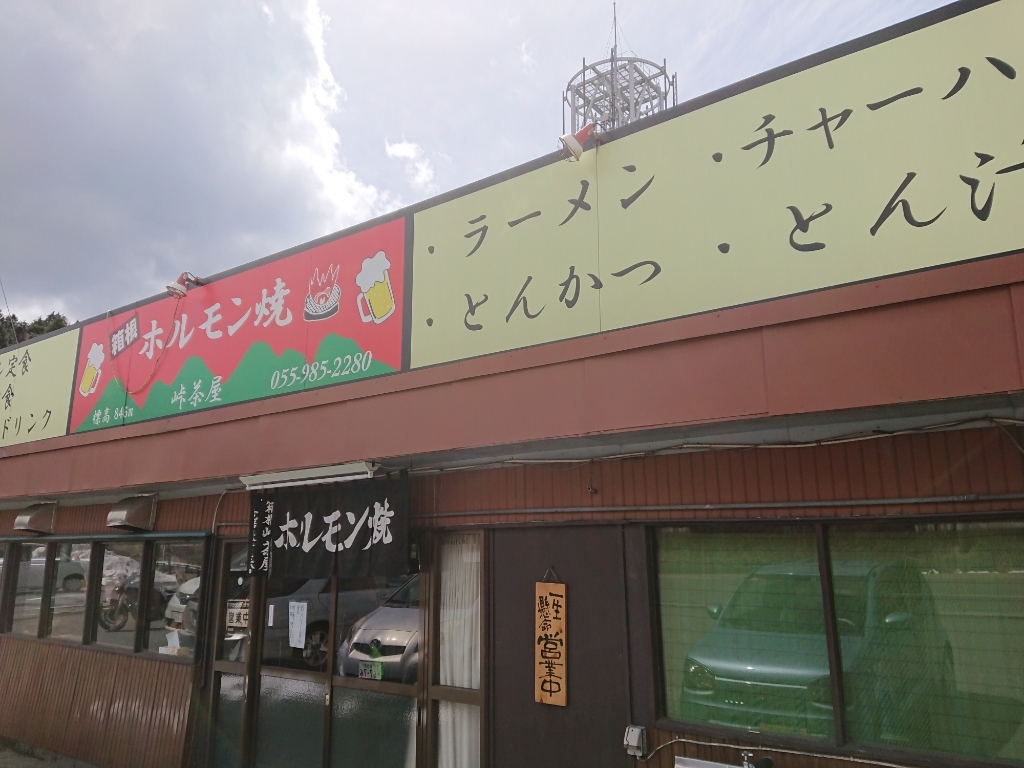 定食
食
ドリンク
箱根
ホルモン焼
標高 845m
峠茶屋
055-985-2280
・ラーメン
・チャーハ
・とんかつ
・とん汁
ホルモン焼
営業中
一生懸命営業中